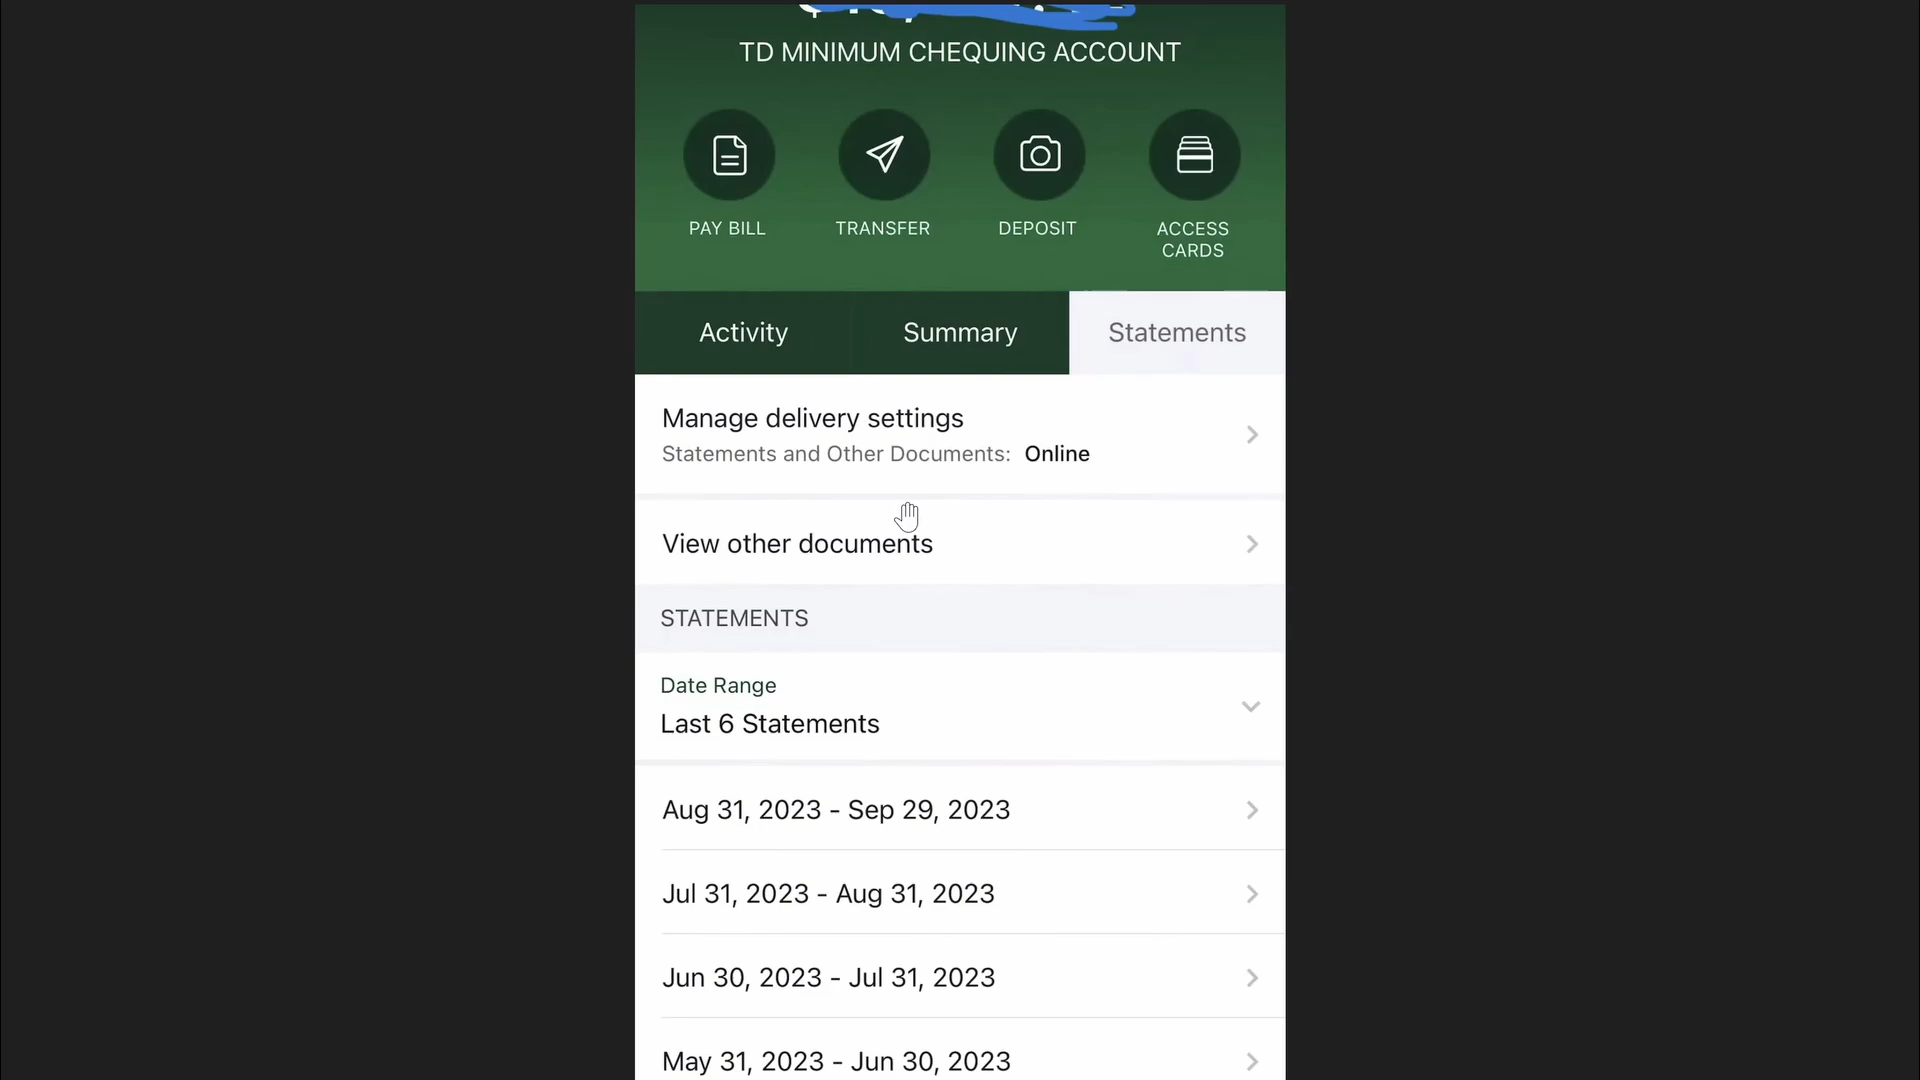 TD MINIMUM CHEQUING ACCOUNT
PAY BILL
TRANSFER
DEPOSIT
ACCESS
CARDS
Activity
Summary
Statements
Manage delivery settings
Statements and Other Documents: Online
View other documents
STATEMENTS
Date Range
Last 6 Statements
Aug 31, 2023 - Sep 29, 2023
Jul 31, 2023 - Aug 31, 2023
Jun 30, 2023 - Jul 31, 2023
May 31, 2023 - Jun 30, 2023